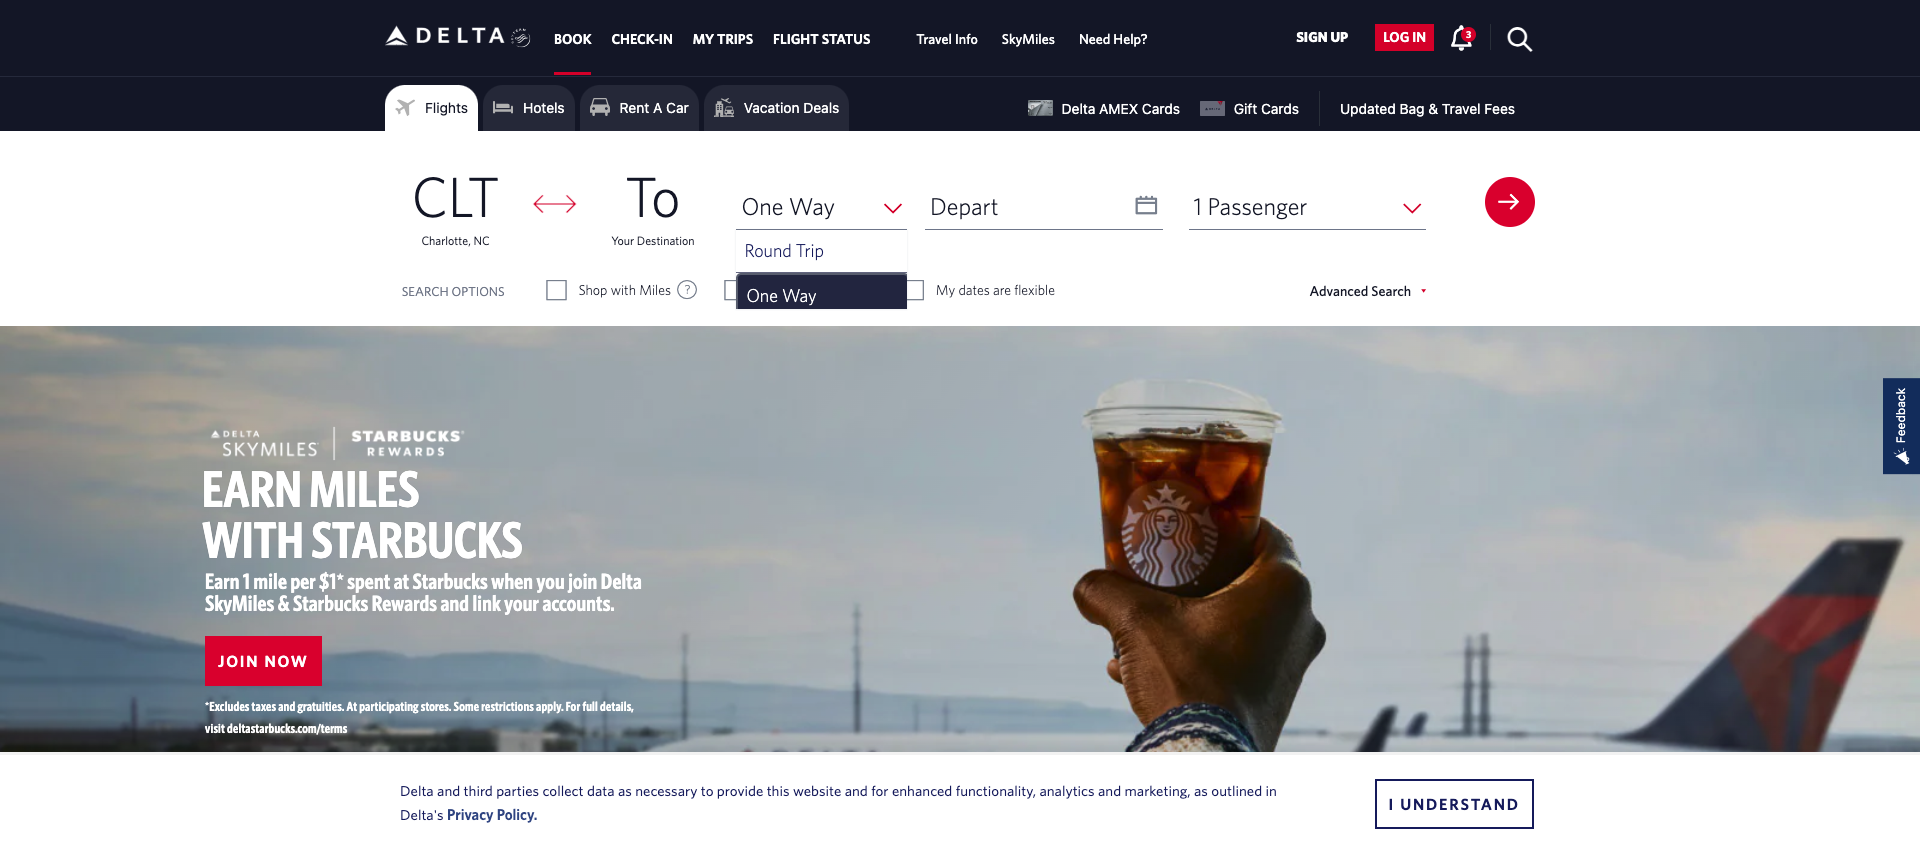 DELTA
BOOK
CHECK-IN
MY TRIPS
FLIGHT STATUS
Travel Info
SkyMiles
Need Help?
SIGN UP
LOG IN
3
Flights
Hotels
Rent A Car
Vacation Deals
Delta AMEX Cards
Gift Cards
Updated Bag & Travel Fees
CLT
Charlotte, NC
To
Your Destination
One Way
Depart
1 Passenger
Round Trip
One Way
SEARCH OPTIONS
Shop with Miles
?
My dates are flexible
Advanced Search
Feedback
DELTA
SKYMILES
STARBUCKS®
REWARDS
EARN MILES
WITH STARBUCKS
Earn 1 mile per $1* spent at Starbucks when you join Delta
SkyMiles & Starbucks Rewards and link your accounts.
JOIN NOW
*Excludes taxes and gratuities. At participating stores. Some restrictions apply. For full details,
visit deltastarbucks.com/terms
Delta and third parties collect data as necessary to provide this website and for enhanced functionality, analytics and marketing, as outlined in
Delta's Privacy Policy.
I UNDERSTAND